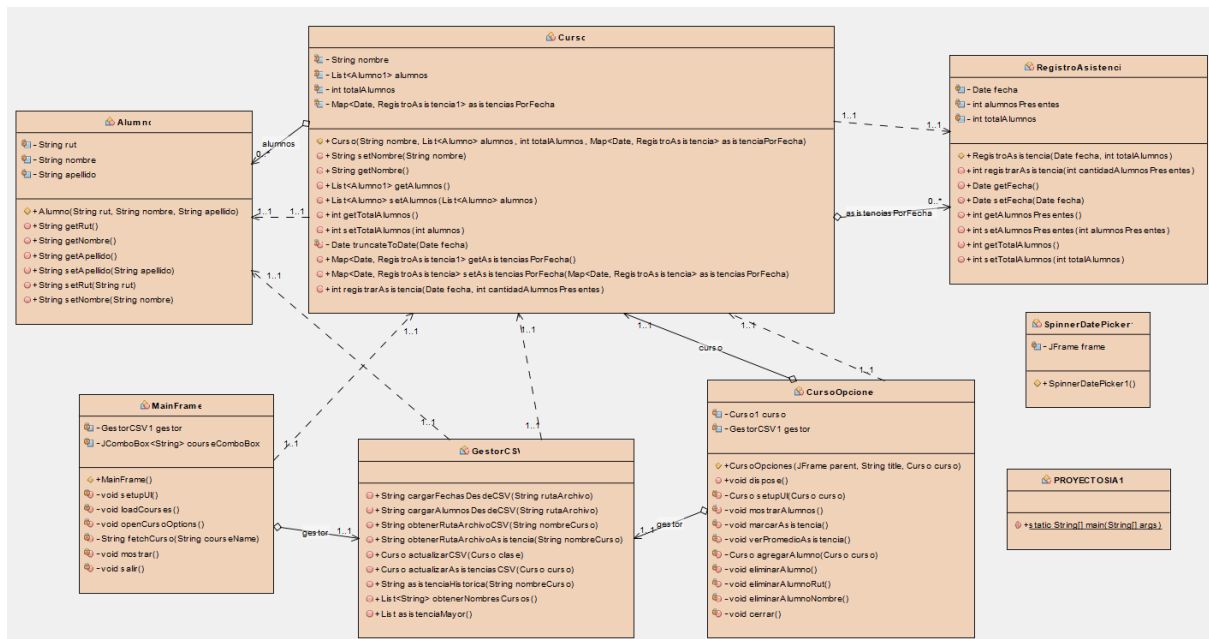 Curso
- String nombre
- List<Alumno1> alumnos
- int totalAlumnos
- Map<Date, RegistroAsistencia1> asistenciasPorFecha
+ Curso(String nombre, List<Alumno> alumnos, int totalAlumnos, Map<Date, RegistroAsistencia> asistenciasPorFecha)
+ String setNombre(String nombre)
+ String getNombre()
+ List<Alumno1> getAlumnos()
+ List<Alumno> setAlumnos(List<Alumno> alumnos)
+ int getTotalAlumnos()
+ int setTotalAlumnos(int alumnos)
- Date truncateToDate(Date fecha)
+ Map<Date, RegistroAsistencia1> getAsistenciasPorFecha()
+ Map<Date, RegistroAsistencia> setAsistenciasPorFecha(Map<Date, RegistroAsistencia> asistenciasPorFecha)
+ int registrarAsistencia(Date fecha, int cantidadAlumnosPresentes)
RegistroAsistenci
- Date fecha
- int alumnosPresentes
- int totalAlumnos
+ RegistroAsistencia(Date fecha, int totalAlumnos)
+ int registrarAsistencia(int cantidadAlumnosPresentes)
+ Date getFecha()
+ Date setFecha(Date fecha)
+ int getAlumnosPresentes()
+ int setAlumnosPresentes(int alumnosPresentes)
+ int getTotalAlumnos()
+ int setTotalAlumnos(int totalAlumnos)
Alumno
- String rut
- String nombre
- String apellido
+ Alumno(String rut, String nombre, String apellido)
+ String getRut()
+ String getNombre()
+ String getApellido()
+ String setApellido(String apellido)
+ String setRut(String rut)
+ String setNombre(String nombre)
alumnos
0..*
1..1
1..1
1..1
1..1
0..*
asistenciasPorFecha
1..1
1..1
1..1
1..1
1..1
1..1
curso
1..1
1..1
1..1
1..1
SpinnerDatePicker
- JFrame frame
+ SpinnerDatePicker1()
MainFrame
- GestorCSV1 gestor
- JComboBox<String> courseComboBox
+ MainFrame()
- void setupUI()
- void loadCourses()
- void openCursoOptions()
- String fetchCurso(String courseName)
- void mostrar()
- void salir()
gestor
1..1
GestorCSV
+ String cargarFechasDesdeCSV(String rutaArchivo)
+ String cargarAlumnosDesdeCSV(String rutaArchivo)
+ String obtenerRutaArchivoCSV(String nombreCurso)
+ String obtenerRutaArchivoAsistencia(String nombreCurso)
+ Curso actualizarCSV(Curso clase)
+ Curso actualizarAsistenciasCSV(Curso curso)
+ String asistenciaHistorica(String nombreCurso)
+ List<String> obtenerNombresCursos()
+ List asistenciaMayor()
gestor
1..1
CursoOpcione
- Curso1 curso
- GestorCSV1 gestor
+ CursoOpciones(JFrame parent, String title, Curso curso)
+ void dispose()
- Curso setupUI(Curso curso)
- void mostrarAlumnos()
- void marcarAsistencia()
- void verPromedioAsistencia()
- Curso agregarAlumno(Curso curso)
- void eliminarAlumno()
- void eliminarAlumnoRut()
- void eliminarAlumnoNombre()
- void cerrar()
PROYECTOSIA1
+ static String[] main(String[] args)